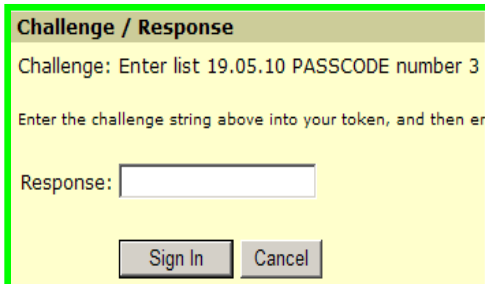 Challenge / Response
Challenge: Enter list 19.05.10 PASSCODE number 3
Enter the challenge string above into your token, and then
Response:
Sign In Cancel